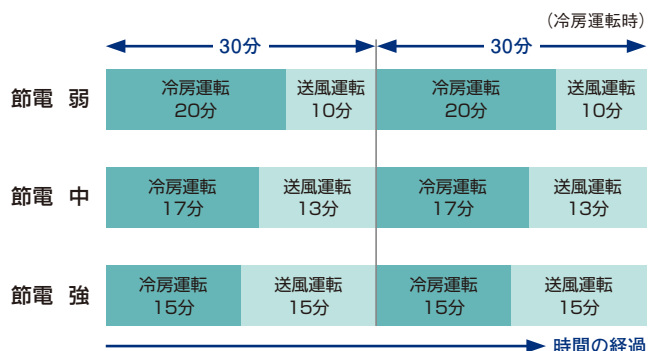 (冷房運転時)
30分 30分
節電 弱
冷房運転
20分
送風運転
10分
冷房運転
20分
送風運転
10分
節電 中
冷房運転
17分
送風運転
13分
冷房運転
17分
送風運転
13分
節電 強
冷房運転
15分
送風運転
15分
冷房運転
15分
送風運転
15分
時間の経過